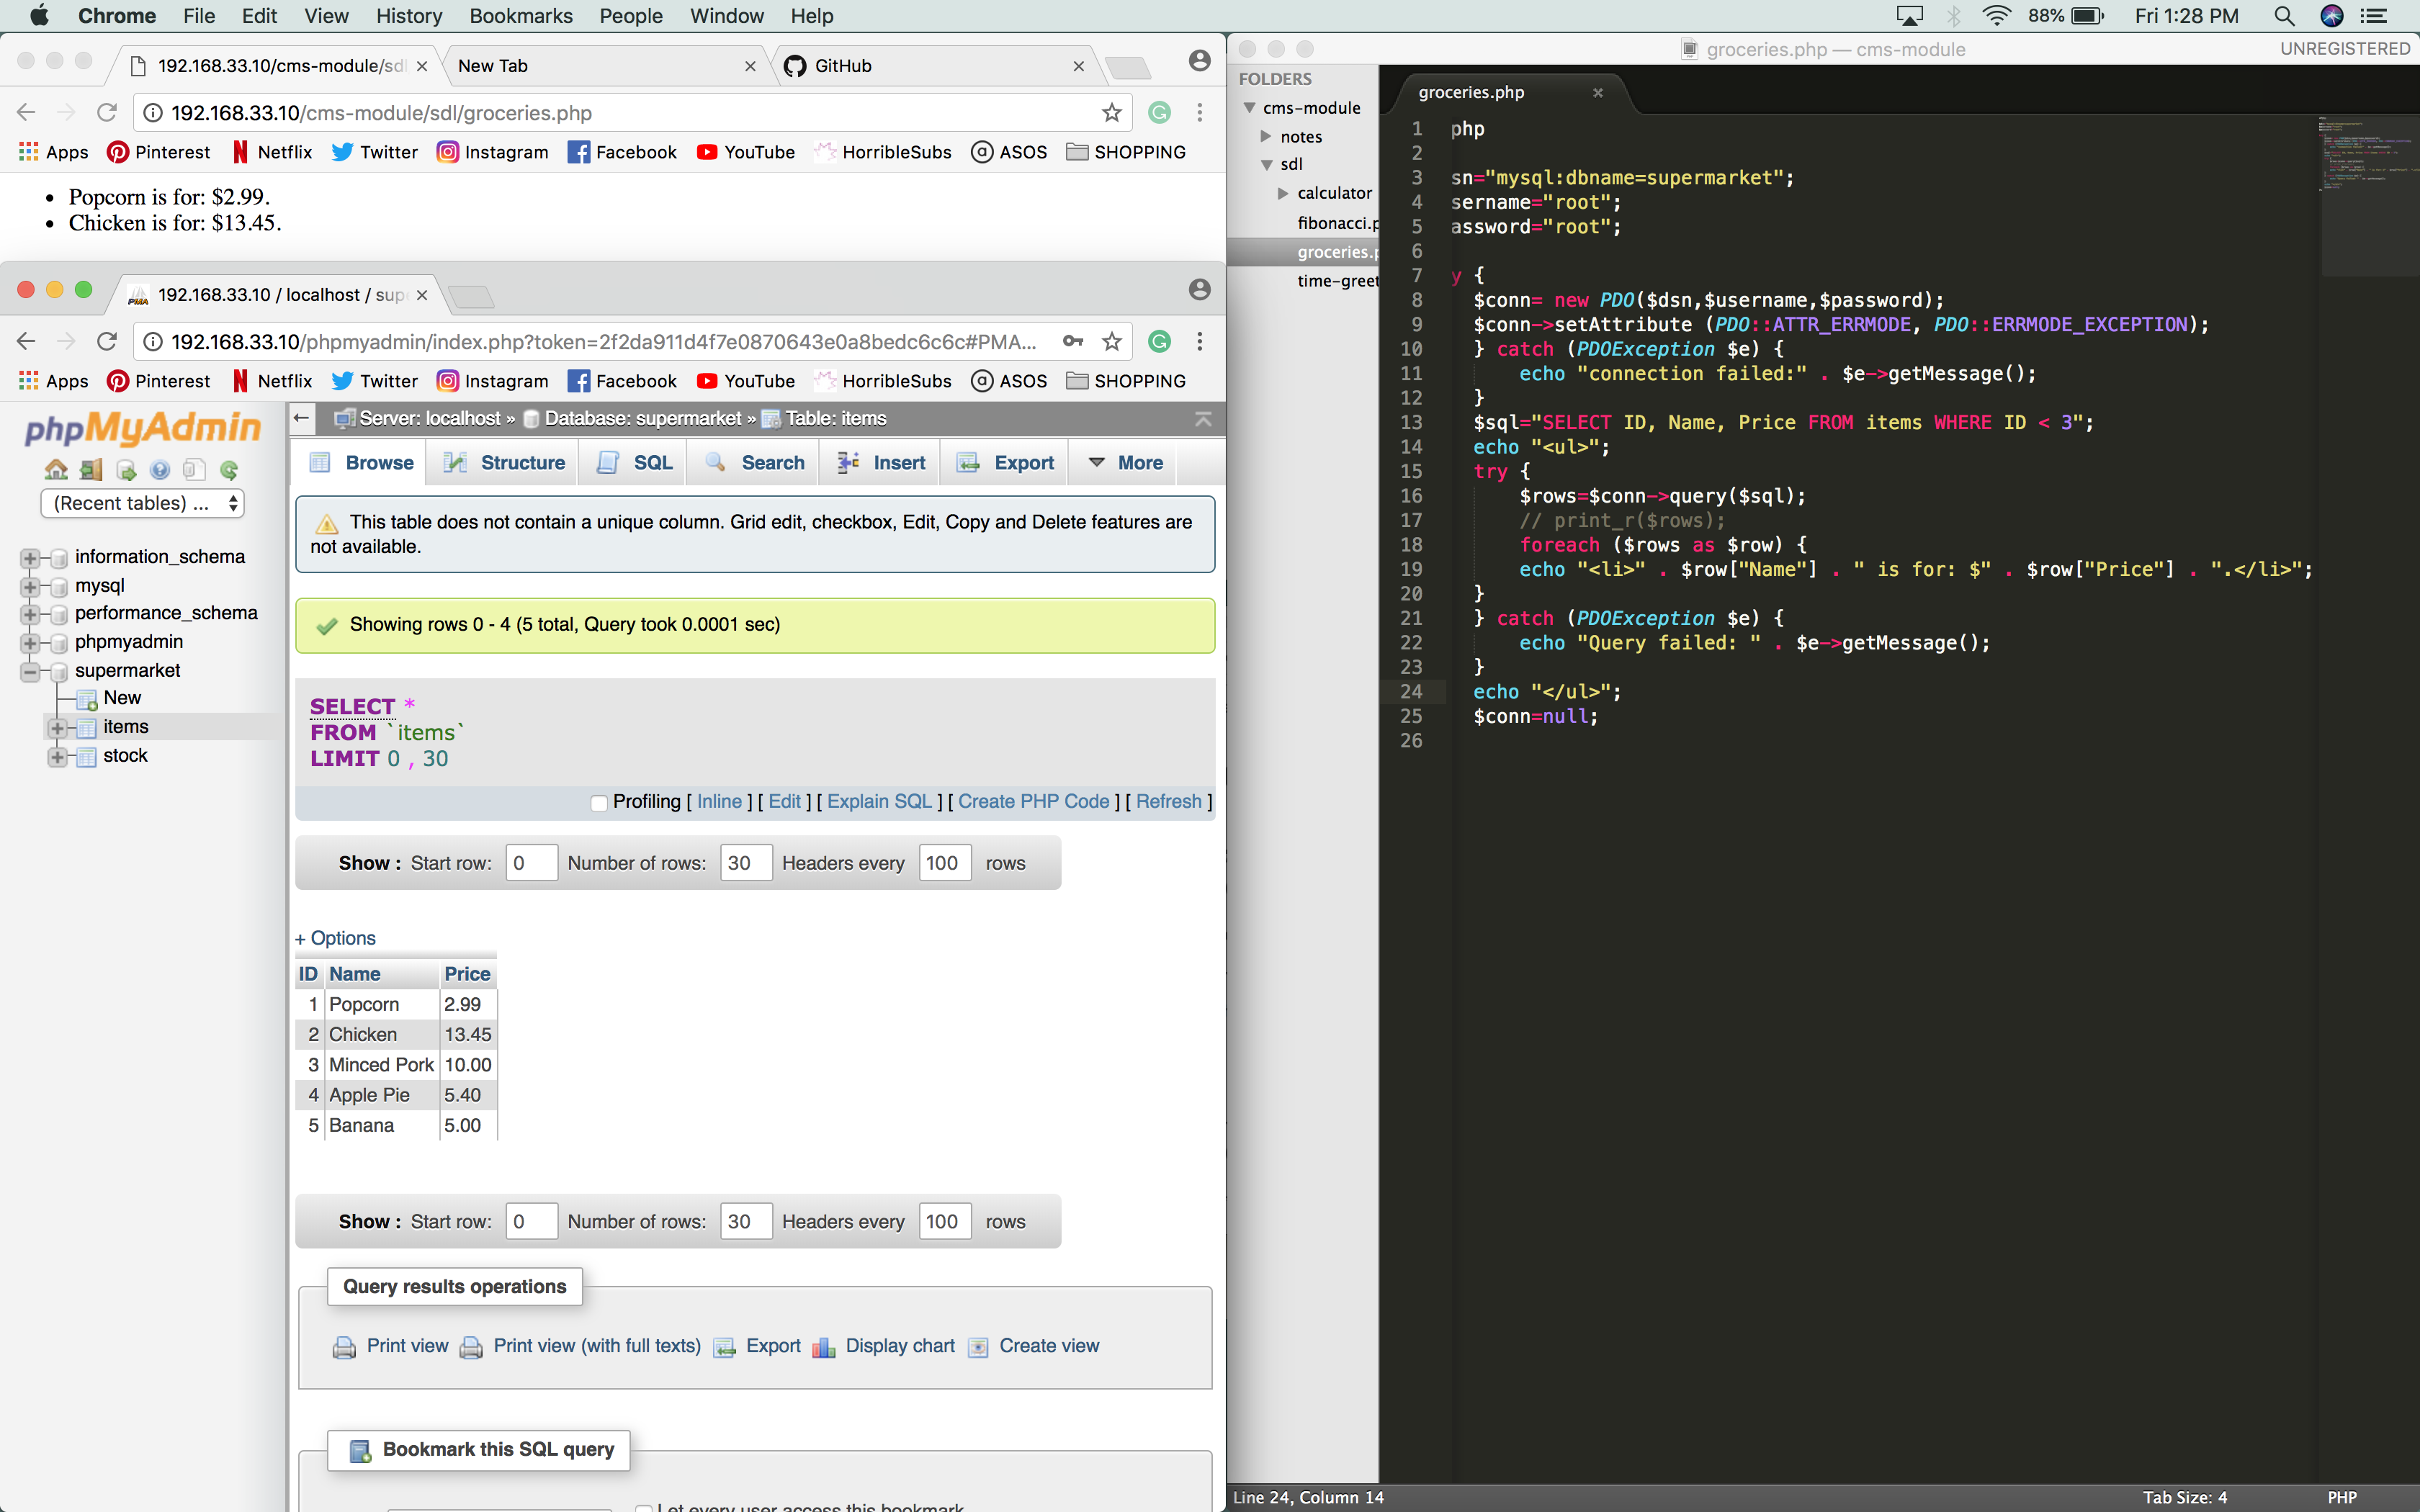 Chrome File Edit View History Bookmarks People Window Help 88% Fri 1:28 PM
192.168.33.10/cms-module/sdl
New Tab
GitHub
192.168.33.10/cms-module/sdl/groceries.php
Apps Pinterest Netflix Twitter Instagram Facebook YouTube HorribleSubs ASOS SHOPPING
• Popcorn is for: $2.99.
• Chicken is for: $13.45.
192.168.33.10 / localhost / sup
192.168.33.10/phpmyadmin/index.php?token=2f2da911d4f7e0870643e0a8bedc6c6c#PMA...
Apps Pinterest Netflix Twitter Instagram Facebook YouTube HorribleSubs ASOS SHOPPING
phpMyAdmin
(Recent tables) ...
information_schema
mysql
performance_schema
phpmyadmin
supermarket
New
items
stock
Server: localhost » Database: supermarket » Table: items
Browse Structure SQL Search Insert Export More
This table does not contain a unique column. Grid edit, checkbox, Edit, Copy and Delete features are
not available.
Showing rows 0 - 4 (5 total, Query took 0.0001 sec)
SELECT *
FROM `items`
LIMIT 0 , 30
Profiling [ Inline ] [ Edit ] [ Explain SQL ] [ Create PHP Code ] [ Refresh ]
Show : Start row: 0 Number of rows: 30 Headers every 100 rows
+ Options
ID Name Price
1 Popcorn 2.99
2 Chicken 13.45
3 Minced Pork 10.00
4 Apple Pie 5.40
5 Banana 5.00
Show : Start row: 0 Number of rows: 30 Headers every 100 rows
Query results operations
Print view Print view (with full texts) Export Display chart Create view
Bookmark this SQL query
Let every user access this bookmark
groceries.php — cms-module
UNREGISTERED
FOLDERS
cms-module
notes
sdl
calculator
fibonacci.p
groceries.p
time-greet
groceries.php
1 php
2
3 sn="mysql:dbname=supermarket";
4 sername="root";
5 assword="root";
6
7 y {
8 $conn= new PDO($dsn,$username,$password);
9 $conn->setAttribute (PDO::ATTR_ERRMODE, PDO::ERRMODE_EXCEPTION);
10 } catch (PDOException $e) {
11 echo "connection failed:" . $e->getMessage();
12 }
13 $sql="SELECT ID, Name, Price FROM items WHERE ID < 3";
14 echo "<ul>";
15 try {
16 $rows=$conn->query($sql);
17 // print_r($rows);
18 foreach ($rows as $row) {
19 echo "<li>" . $row["Name"] . " is for: $" . $row["Price"] . ".</li>";
20 }
21 } catch (PDOException $e) {
22 echo "Query failed: " . $e->getMessage();
23 }
24 echo "</ul>";
25 $conn=null;
26
Line 24, Column 14
Tab Size: 4
PHP